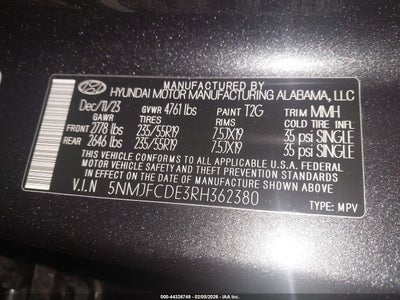 MANUFACTURED BY
HYUNDAI MOTOR MANUFACTURING ALABAMA, LLC
Dec/11/23 GVWR 4761 lbs PAINT T2G TRIM MMH
GAWR TIRES RIMS COLD TIRE INFL.
FRONT 2778 lbs 235/55R19 7.5JX19 35 psi SINGLE
REAR 2646 lbs 235/55R19 7.5JX19 35 psi SINGLE
THIS VEHICLE CONFORMS TO ALL APPLICABLE U.S.A. FEDERAL
MOTOR VEHICLE SAFETY, BUMPER,
AND THEFT PREVENTION STANDARDS
IN EFFECT ON THE DATE OF MANUFACTURE SHOWN ABOVE.
V.I.N 5NMJFCDE3RH362380
TYPE: MPV
000-44326749 - 02/05/2026 - © IAA, Inc.